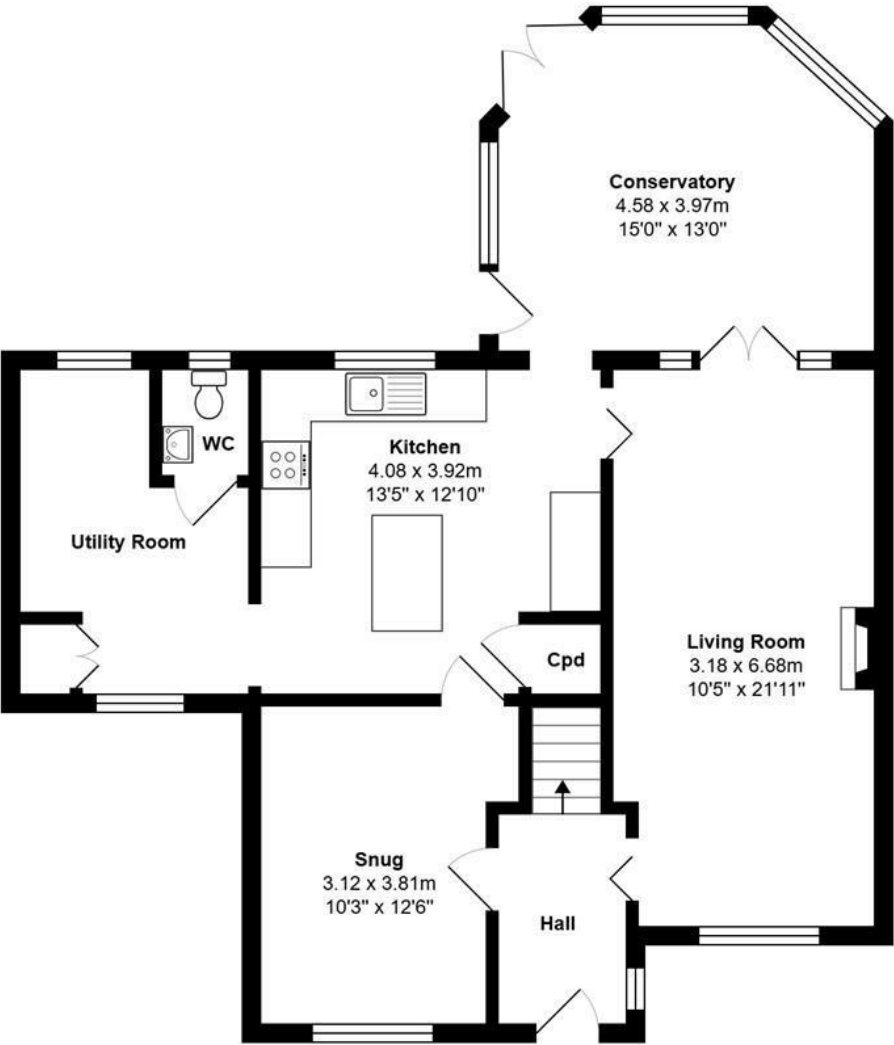 Conservatory
4.58 x 3.97m
15'0" x 13'0"
WC
Kitchen
4.08 x 3.92m
13'5" x 12'10"
Utility Room
Living Room
3.18 x 6.68m
10'5" x 21'11"
Cpd
Snug
3.12 x 3.81m
10'3" x 12'6"
Hall